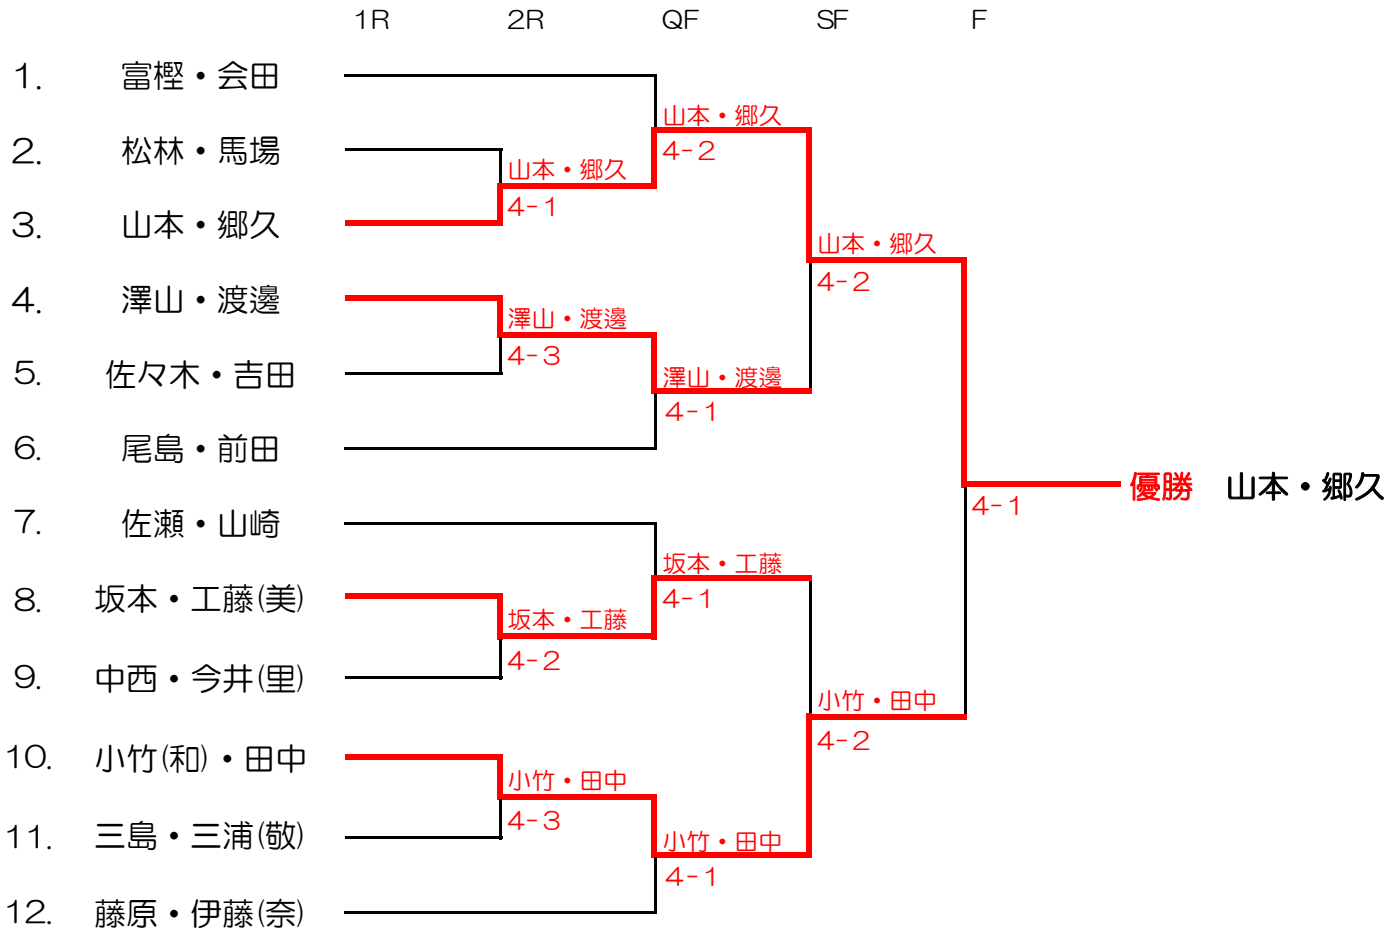 1R 2R QF SF F
1. 富樫・会田
山本・郷久
4-2
2. 松林・馬場
山本・郷久
4-1
3. 山本・郷久
山本・郷久
4-2
4. 澤山・渡邊
澤山・渡邊
4-3
5. 佐々木・吉田
澤山・渡邊
4-1
6. 尾島・前田
優勝 山本・郷久
4-1
7. 佐瀬・山崎
坂本・工藤
4-1
8. 坂本・工藤(美)
坂本・工藤
4-2
9. 中西・今井(里)
小竹・田中
4-2
10. 小竹(和)・田中
小竹・田中
4-3
11. 三島・三浦(敬)
小竹・田中
4-1
12. 藤原・伊藤(奈)